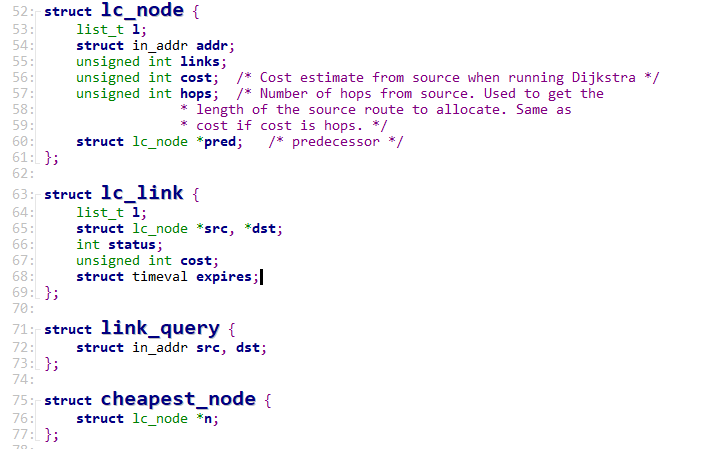 52: struct lc_node {
53:     list_t l;
54:     struct in_addr addr;
55:     unsigned int links;
56:     unsigned int cost;  /* Cost estimate from source when running Dijkstra */
57:     unsigned int hops;  /* Number of hops from source. Used to get the
58:                  * length of the source route to allocate. Same as
59:                  * cost if cost is hops. */
60:     struct lc_node *pred;   /* predecessor */
61: };
62:
63: struct lc_link {
64:     list_t l;
65:     struct lc_node *src, *dst;
66:     int status;
67:     unsigned int cost;
68:     struct timeval expires;
69: };
70:
71: struct link_query {
72:     struct in_addr src, dst;
73: };
74:
75: struct cheapest_node {
76:     struct lc_node *n;
77: };